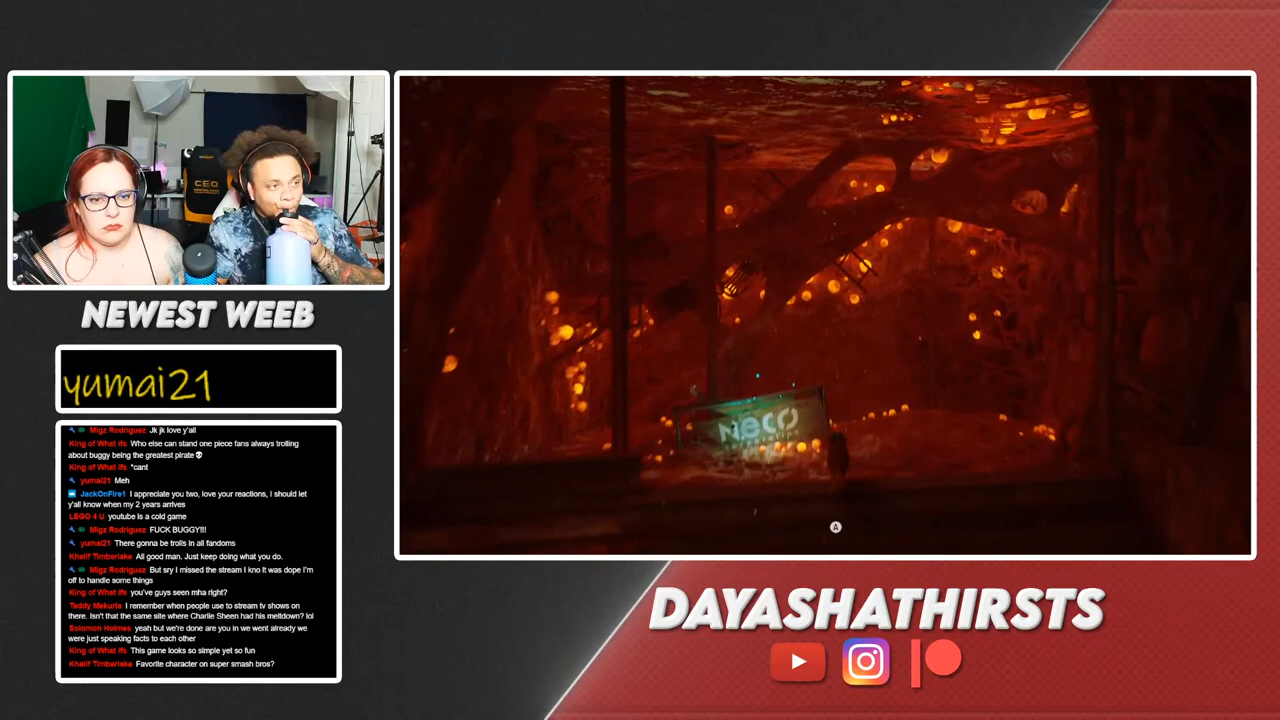 CEO
NEWEST WEEB
yumai21
Migz Rodriguez Jk jk love y'all
King of What Ifs Who else can stand one piece fans always trolling
about buggy being the greatest pirate💀
King of What Ifs *cant
yumai21 Meh
JackOnFire1 I appreciate you two, love your reactions, I should let
y'all know when my 2 years arrives
LEGO 4 U youtube is a cold game
Migz Rodriguez FUCK BUGGY!!!
yumai21 There gonna be trolls in all fandoms
Khalif Timberlake All good man. Just keep doing what you do.
Migz Rodriguez But sry I missed the stream I kno it was dope I'm
off to handle some things
King of What Ifs you've guys seen mha right?
Teddy Mekuria I remember when people use to stream tv shows on
there. Isn't that the same site where Charlie Sheen had his meltdown? lol
Solomon Holmes yeah but we're done are you in we went already we
were just speaking facts to each other
King of What Ifs This game looks so simple yet so fun
Khalif Timberlake Favorite character on super smash bros?
Neco
A
DAYASHATHIRSTS